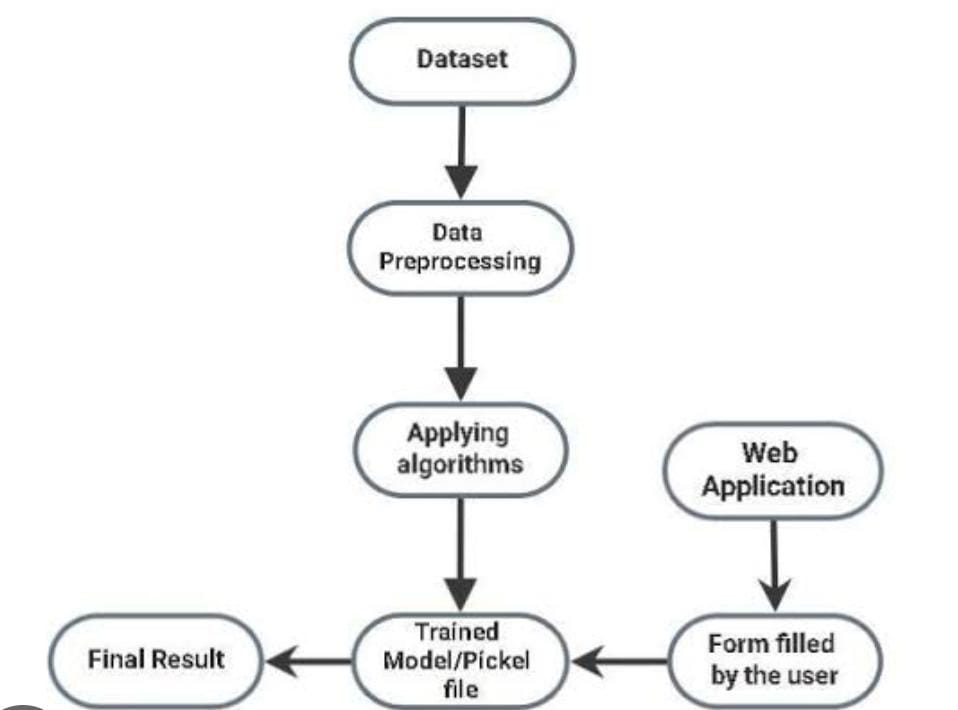 Dataset
Data
Preprocessing
Applying
algorithms
Web
Application
Trained
Model/Pickel
file
Form filled
by the user
Final Result